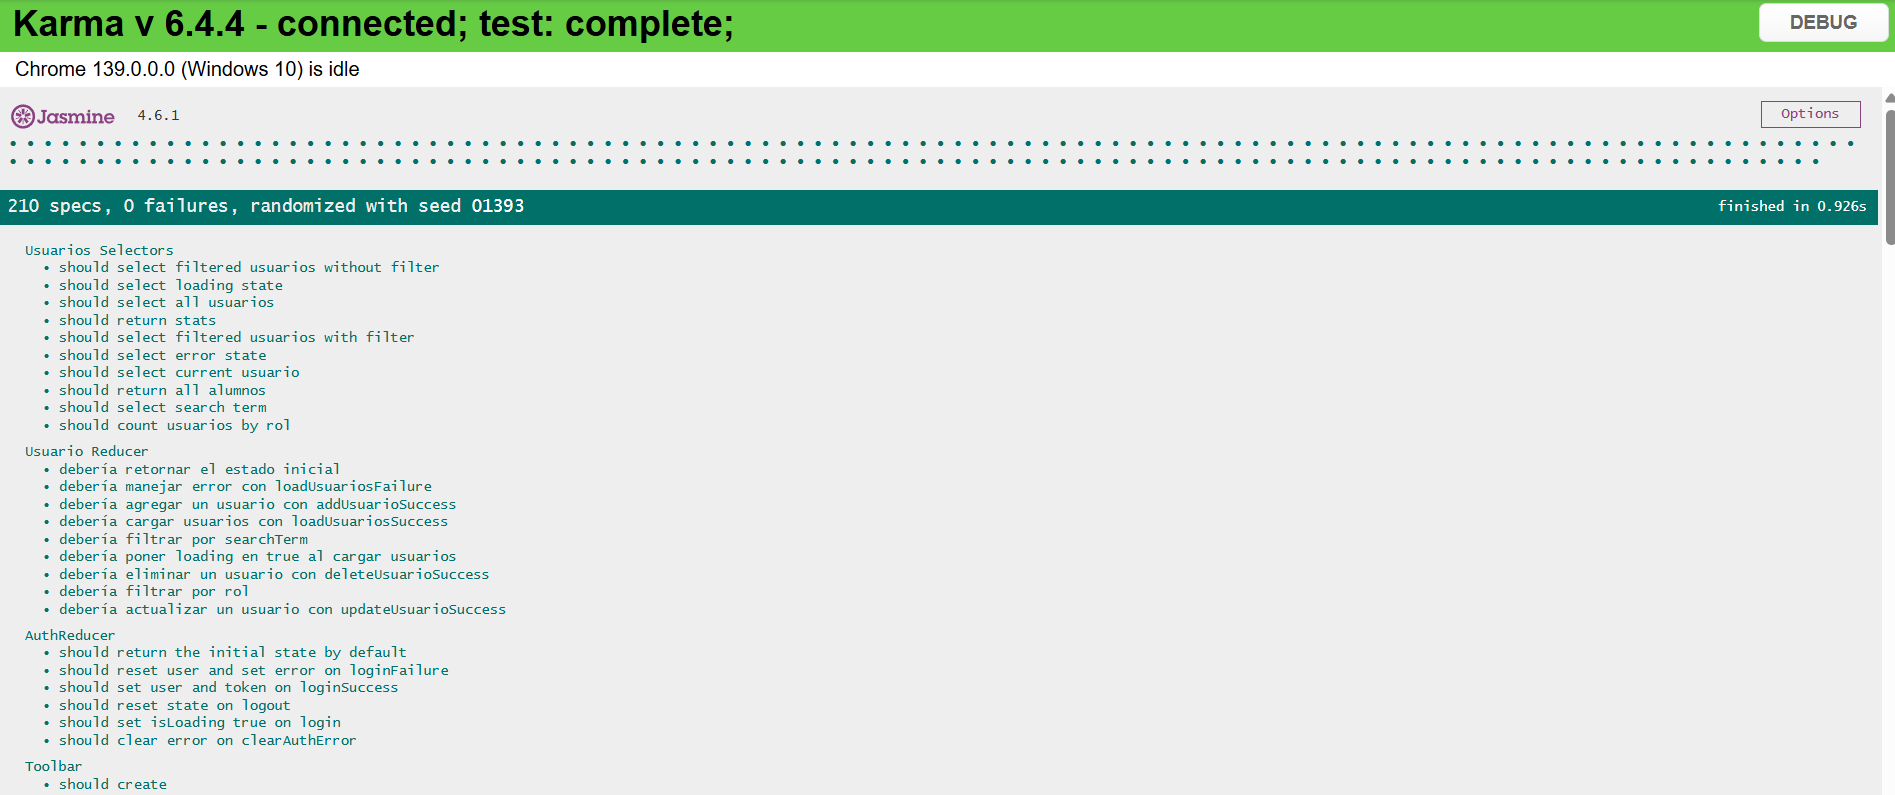 Karma v 6.4.4 - connected; test: complete;
DEBUG
Chrome 139.0.0.0 (Windows 10) is idle
Jasmine 4.6.1
Options
210 specs, 0 failures, randomized with seed 01393
finished in 0.926s
Usuarios Selectors
• should select filtered usuarios without filter
• should select loading state
• should select all usuarios
• should return stats
• should select filtered usuarios with filter
• should select error state
• should select current usuario
• should return all alumnos
• should select search term
• should count usuarios by rol
Usuario Reducer
• debería retornar el estado inicial
• debería manejar error con loadUsuariosFailure
• debería agregar un usuario con addUsuarioSuccess
• debería cargar usuarios con loadUsuariosSuccess
• debería filtrar por searchTerm
• debería poner loading en true al cargar usuarios
• debería eliminar un usuario con deleteUsuarioSuccess
• debería filtrar por rol
• debería actualizar un usuario con updateUsuarioSuccess
AuthReducer
• should return the initial state by default
• should reset user and set error on loginFailure
• should set user and token on loginSuccess
• should reset state on logout
• should set isLoading true on login
• should clear error on clearAuthError
Toolbar
• should create